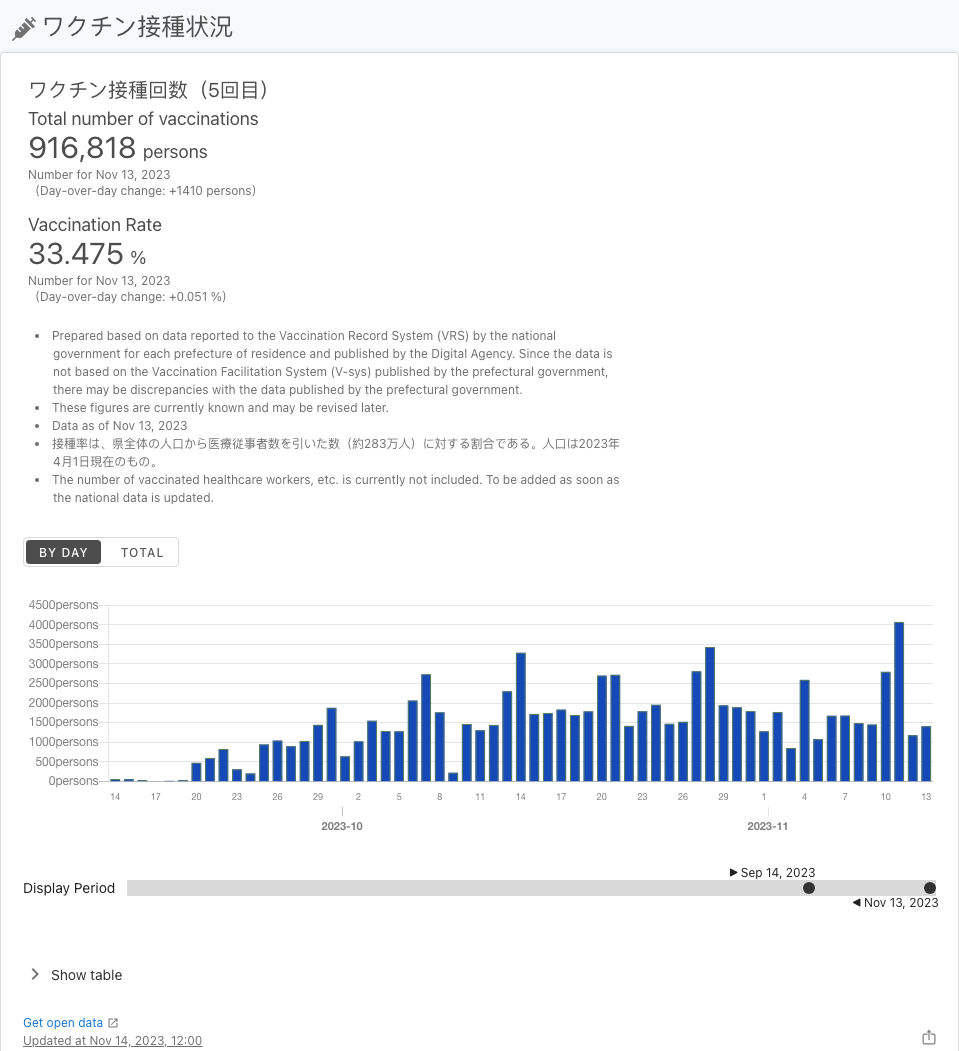 ワクチン接種状況
ワクチン接種回数（5回目）
Total number of vaccinations
916,818 persons
Number for Nov 13, 2023
（Day-over-day change: +1410 persons）
Vaccination Rate
33.475 %
Number for Nov 13, 2023
（Day-over-day change: +0.051 %）
• Prepared based on data reported to the Vaccination Record System (VRS) by the national
government for each prefecture of residence and published by the Digital Agency. Since the data is
not based on the Vaccination Facilitation System (V-sys) published by the prefectural government,
there may be discrepancies with the data published by the prefectural government.
• These figures are currently known and may be revised later.
• Data as of Nov 13, 2023
• 接種率は、県全体の人口から医療従事者数を引いた数（約283万人）に対する割合である。人口は2023年
4月1日現在のもの。
• The number of vaccinated healthcare workers, etc. is currently not included. To be added as soon as
the national data is updated.
BY DAY TOTAL
4500persons
4000persons
3500persons
3000persons
2500persons
2000persons
1500persons
1000persons
500persons
0persons
14 17 20 23 26 29 2 5 8 11 14 17 20 23 26 29 1 4 7 10 13
2023-10 2023-11
▶ Sep 14, 2023
Display Period
◀ Nov 13, 2023
Show table
Get open data
Updated at Nov 14, 2023, 12:00